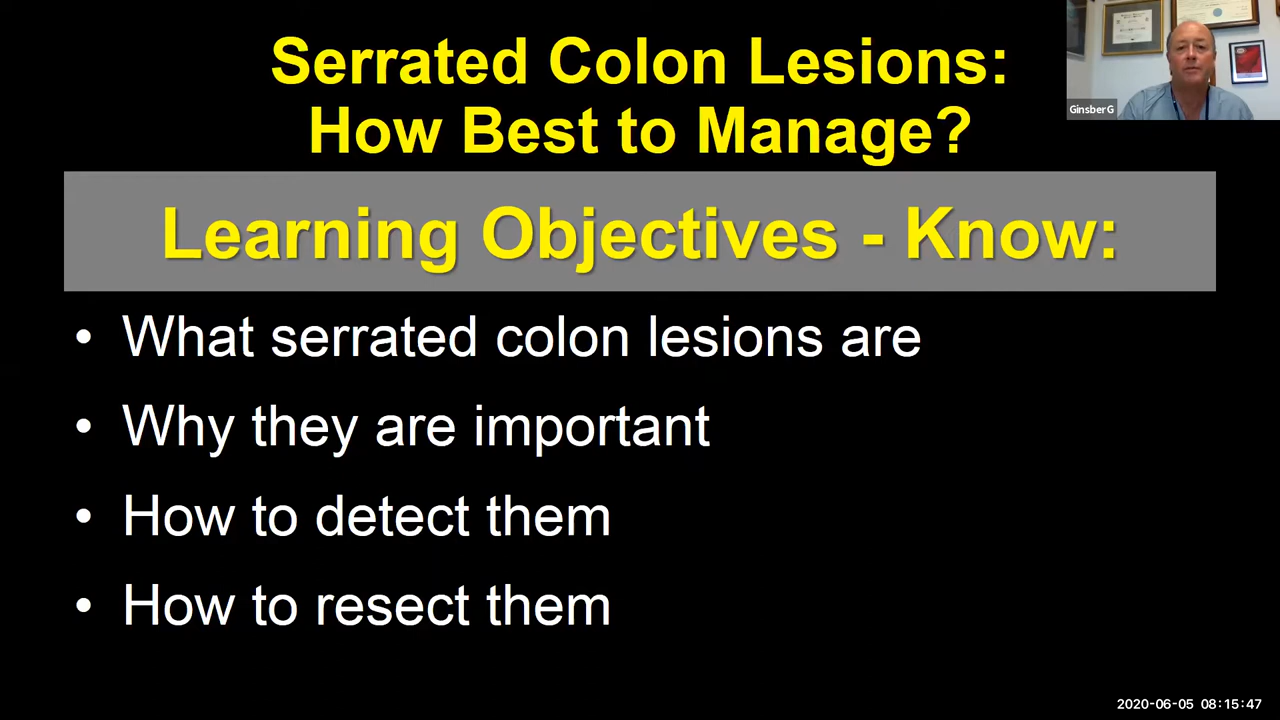 Serrated Colon Lesions:
How Best to Manage?
Ginsber G
Learning Objectives - Know:
• What serrated colon lesions are
• Why they are important
• How to detect them
• How to resect them
2020-06-05 08:15:47